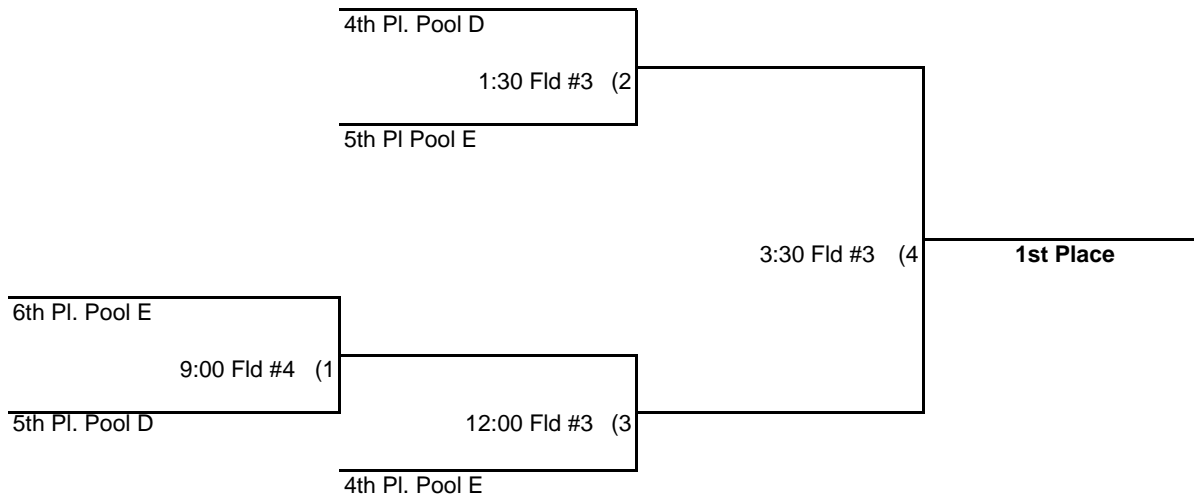 4th Pl. Pool D
1:30 Fld #3 (2
5th Pl Pool E
3:30 Fld #3 (4
1st Place
6th Pl. Pool E
9:00 Fld #4 (1
5th Pl. Pool D
12:00 Fld #3 (3
4th Pl. Pool E